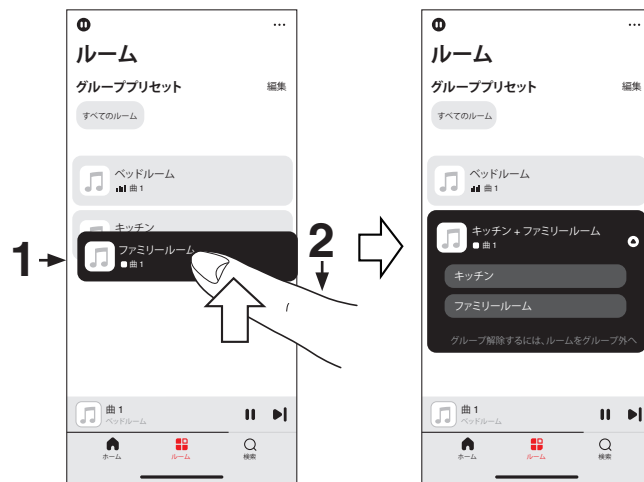 ルーム
グループプリセット 編集
すべてのルーム
ベッドルーム
曲 1
キッチン
ファミリールーム
曲 1
1
2
曲 1
ベッドルーム
ホーム ルーム 検索
ルーム
グループプリセット 編集
すべてのルーム
ベッドルーム
曲 1
キッチン + ファミリールーム
曲 1
キッチン
ファミリールーム
グループ解除するには、ルームをグループ外へ
曲 1
ベッドルーム
ホーム ルーム 検索